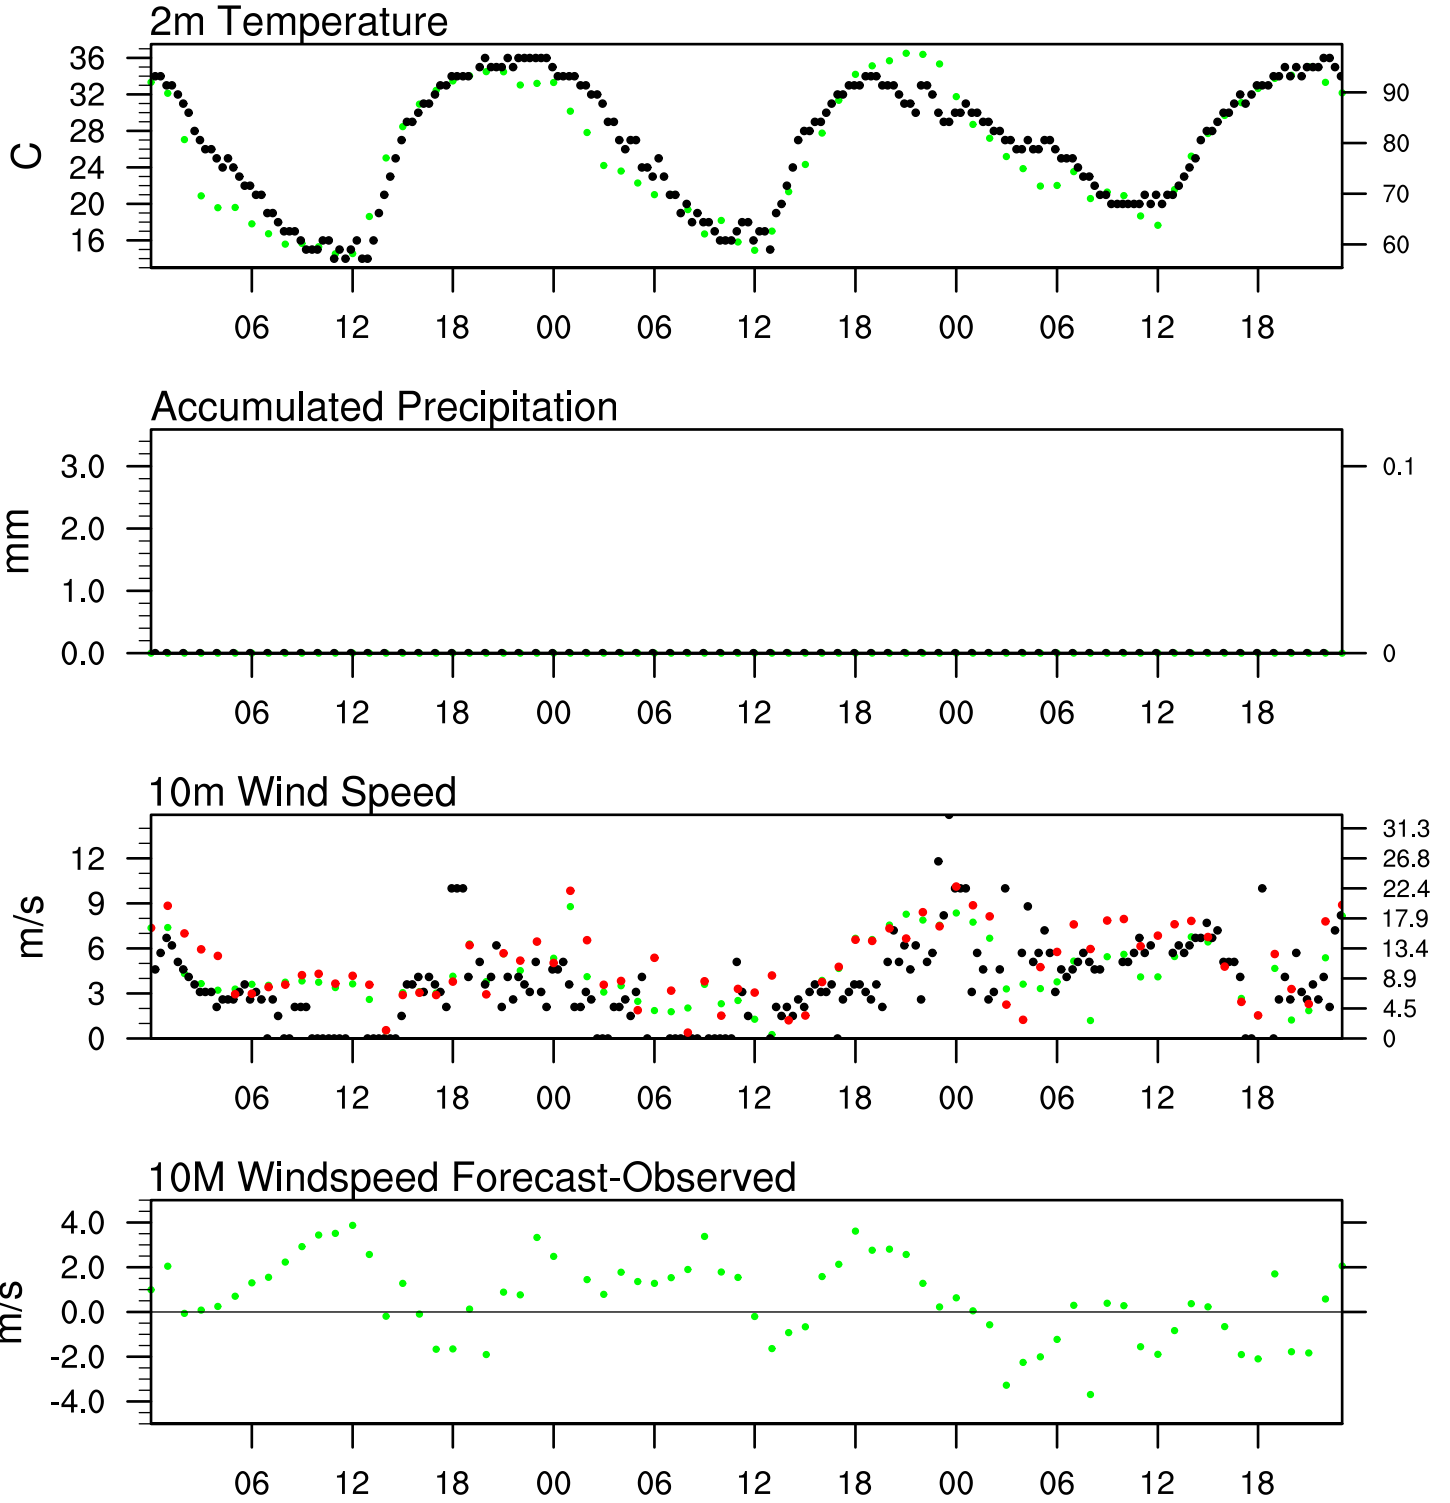 2m Temperature
36
32
28
24
20
16
C
90
80
70
60
06 12 18 00 06 12 18 00 06 12 18
Accumulated Precipitation
3.0
2.0
1.0
0.0
mm
0.1
0
06 12 18 00 06 12 18 00 06 12 18
10m Wind Speed
12
9
6
3
0
m/s
31.3
26.8
22.4
17.9
13.4
8.9
4.5
0
06 12 18 00 06 12 18 00 06 12 18
10M Windspeed Forecast-Observed
4.0
2.0
0.0
-2.0
-4.0
m/s
06 12 18 00 06 12 18 00 06 12 18